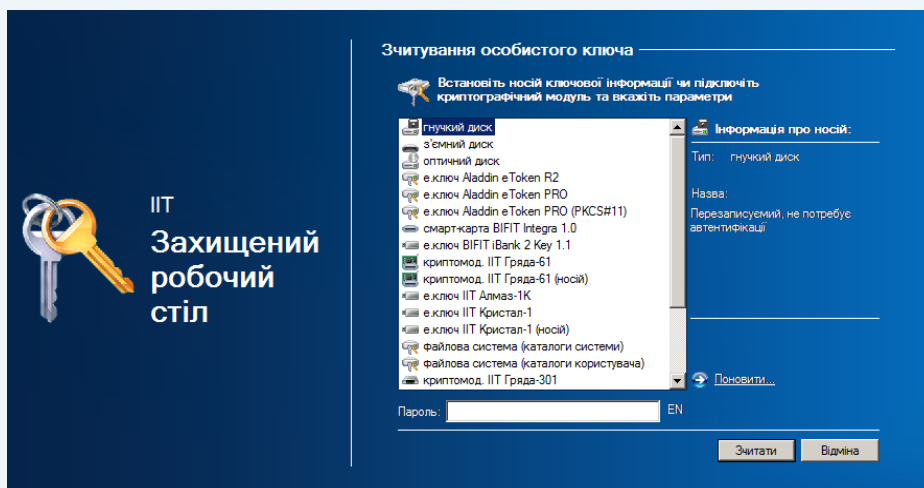 Зчитування особистого ключа
Встановіть носій ключової інформації чи підключіть
криптографічний модуль та вкажіть параметри
гнучкий диск
з'ємний диск
оптичний диск
е.ключ Aladdin eToken R2
е.ключ Aladdin eToken PRO
е.ключ Aladdin eToken PRO (PKCS#11)
смарт-карта BIFIT Integra 1.0
е.ключ BIFIT iBank 2 Key 1.1
криптомод. ІІТ Гряда-61
криптомод. ІІТ Гряда-61 (носій)
е.ключ ІІТ Алмаз-1К
е.ключ ІІТ Кристал-1
е.ключ ІІТ Кристал-1 (носій)
файлова система (каталоги системи)
файлова система (каталоги користувача)
криптомод. ІІТ Гряда-301
Інформація про носій:
Тип: гнучкий диск
Назва:
Перезаписуємий, не потребує
автентифікації
Поновити...
ІІТ
Захищений
робочий
стіл
Пароль: EN
Зчитати Відміна